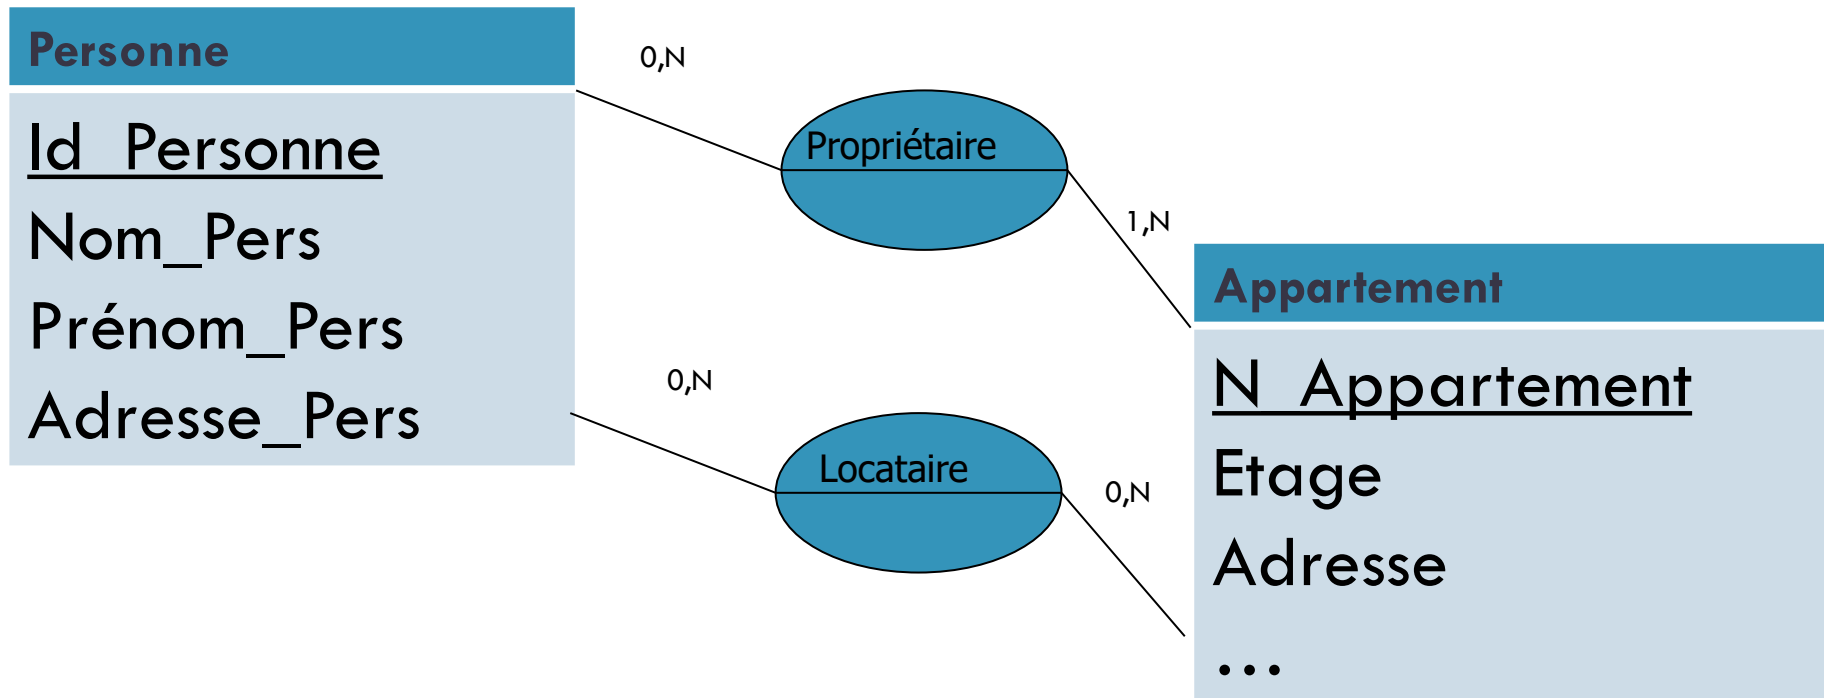 Personne
Id_Personne
Nom_Pers
Prénom_Pers
Adresse_Pers
0,N
Propriétaire
1,N
0,N
Locataire
0,N
Appartement
N_Appartement
Etage
Adresse
...